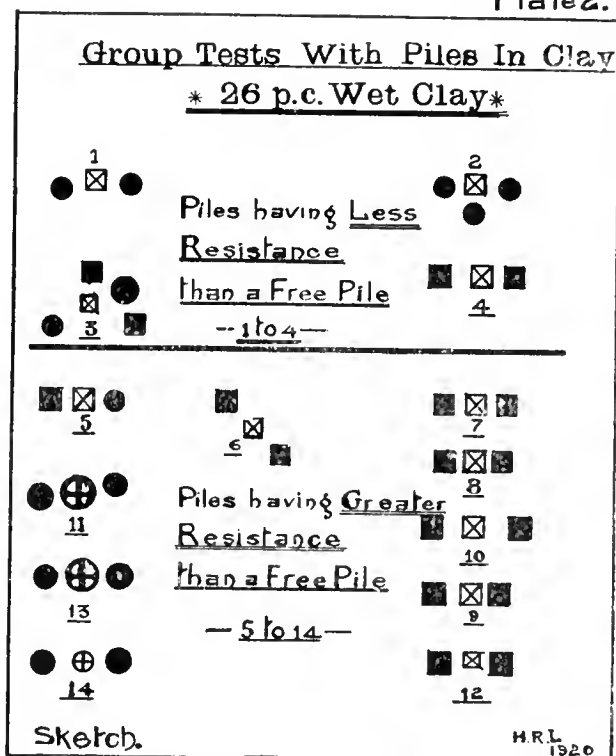 Plate 2.
Group Tests With Piles In Clay
* 26 p.c. Wet Clay *
1
2
Piles having Less
Resistance
than a Free Pile
-- 1 to 4 --
3
4
5
6
7
8
11
Piles having Greater
Resistance
than a Free Pile
-- 5 to 14 --
10
13
9
14
12
Sketch.
H.R.L
1920